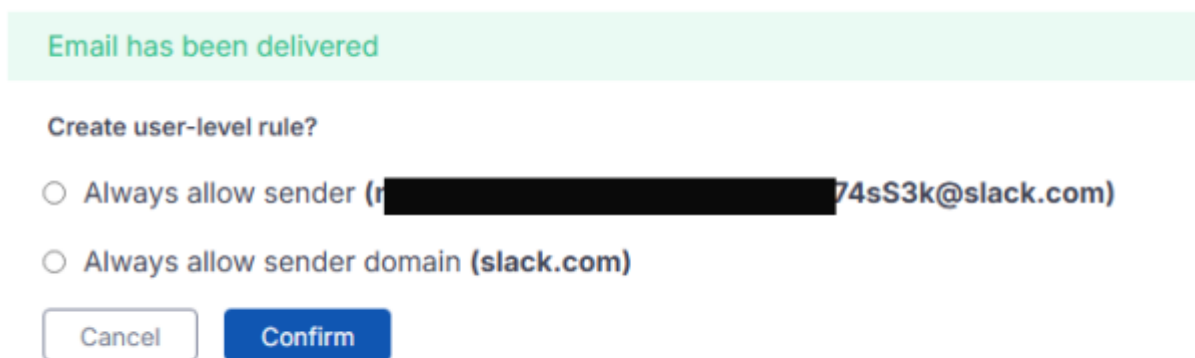 Email has been delivered
Create user-level rule?
Always allow sender (r 74sS3k@slack.com)
Always allow sender domain (slack.com)
Cancel Confirm